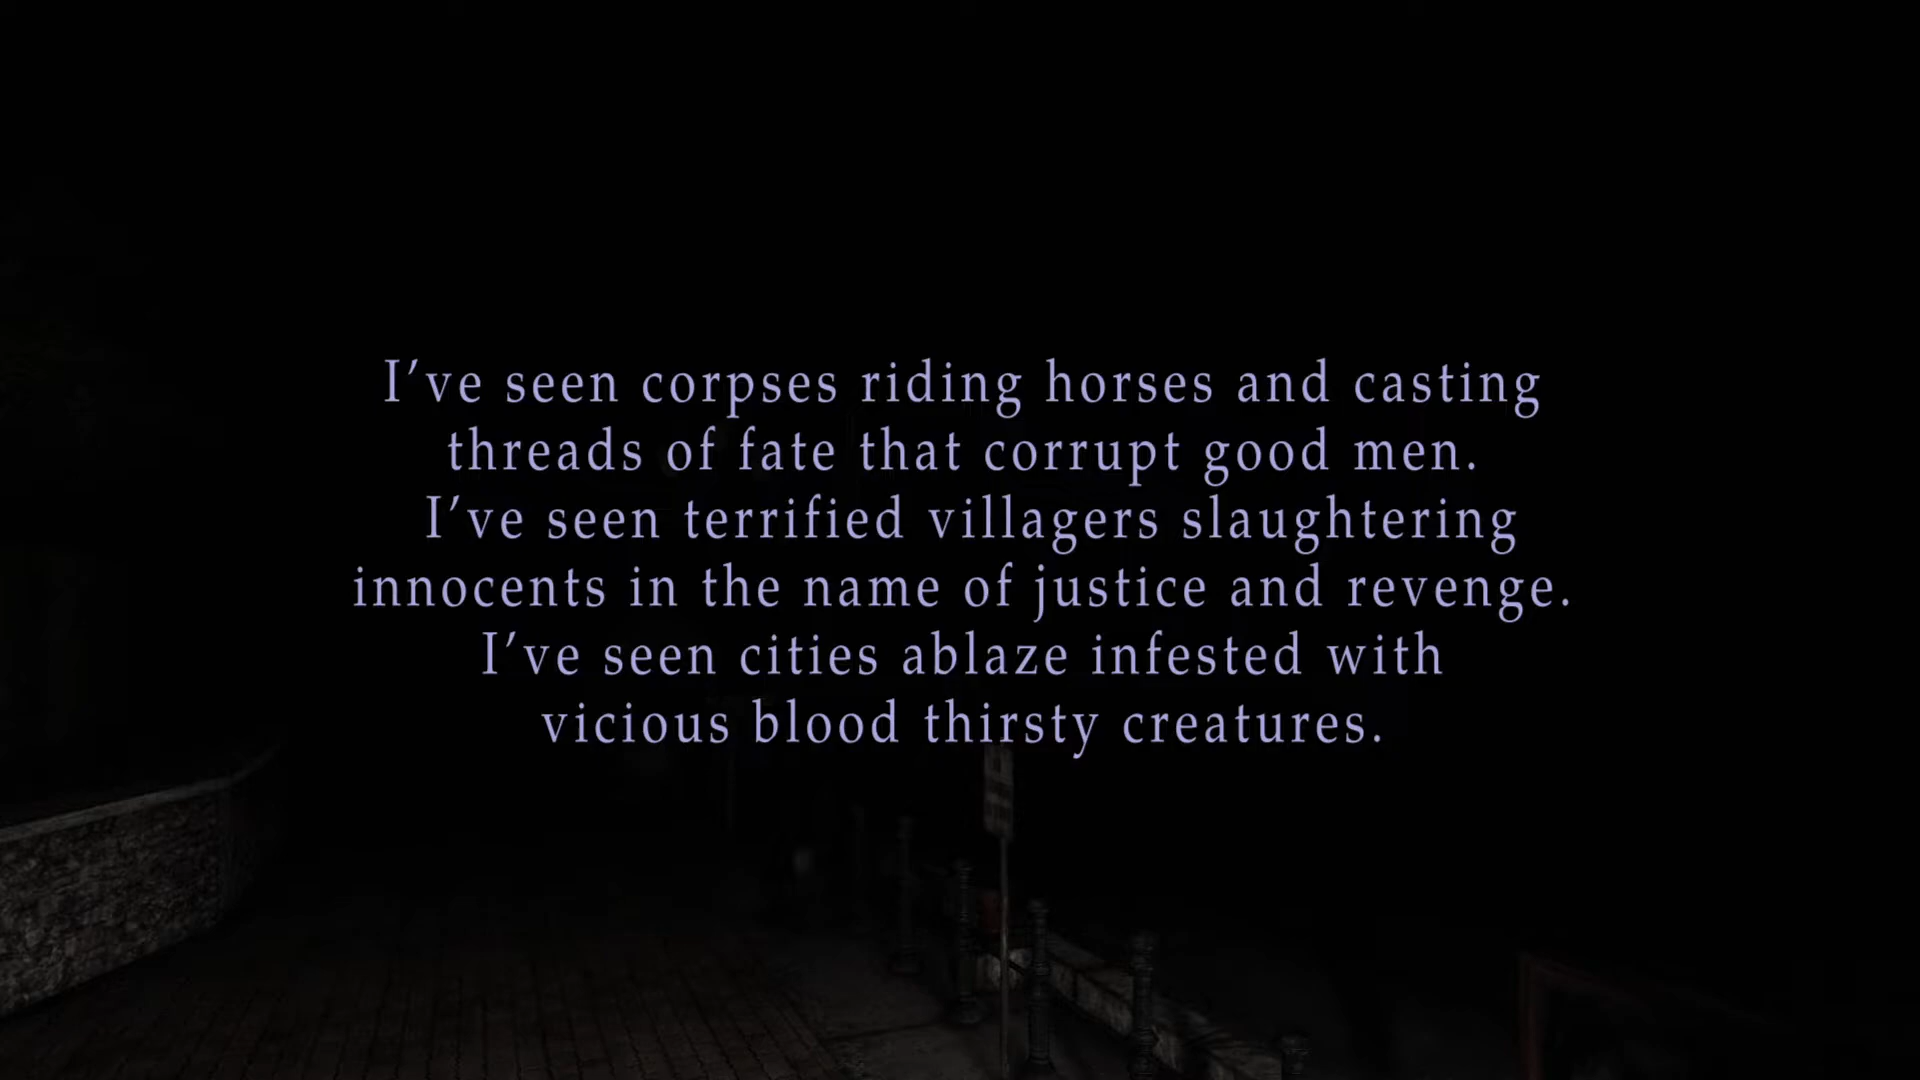 I’ve seen corpses riding horses and casting
threads of fate that corrupt good men.
I’ve seen terrified villagers slaughtering
innocents in the name of justice and revenge.
I’ve seen cities ablaze infested with
vicious blood thirsty creatures.